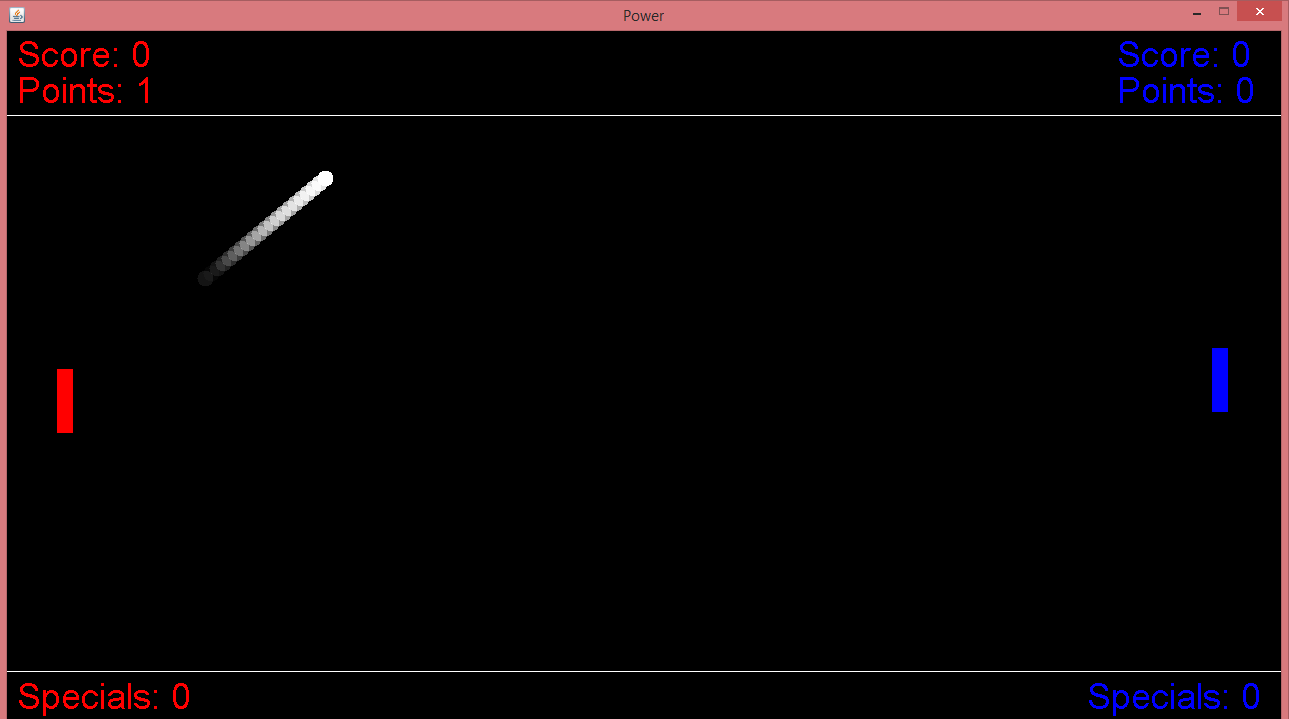 Power
Score: 0
Points: 1
Score: 0
Points: 0
Specials: 0
Specials: 0